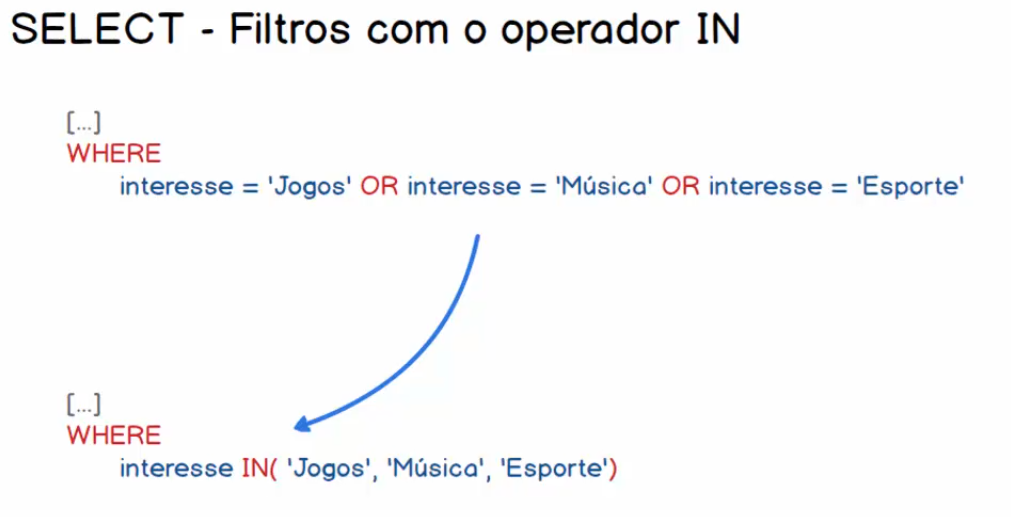 SELECT - Filtros com o operador IN
[...]
WHERE
interesse = 'Jogos' OR interesse = 'Música' OR interesse = 'Esporte'
[...]
WHERE
interesse IN( 'Jogos', 'Música', 'Esporte')